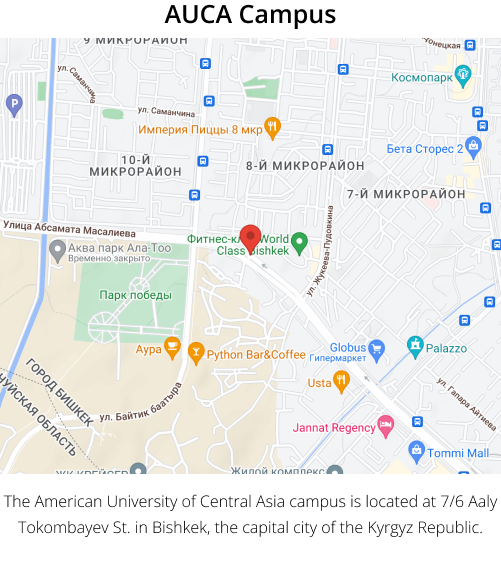 AUCA Campus
9 МИКРОРАЙОН
Донецкая
ул. Саманчина
Космопарк
P
ул. Саманчина
Империя Пиццы 8 мкр
Бета Сторес 2
10-Й
МИКРОРАЙОН
8-Й МИКРОРАЙОН
7-Й МИКРОРАЙОН
Улица Абсамата Масалиева
Фитнес-кл World
Class Bishkek
ул. Жукеева-Пудовкина
Аква парк Ала-Тоо
Временно закрыто
Парк победы
Аура
Python Bar&Coffee
Globus
Гипермаркет
Palazzo
Usta
ГОРОД БИШКЕК
ЧУЙСКАЯ ОБЛАСТЬ
ул. Байтик баатыра
ул. Гапара Айтиева
Jannat Regency
Tommi Mall
Жилой комплекс
The American University of Central Asia campus is located at 7/6 Aaly
Tokombayev St. in Bishkek, the capital city of the Kyrgyz Republic.